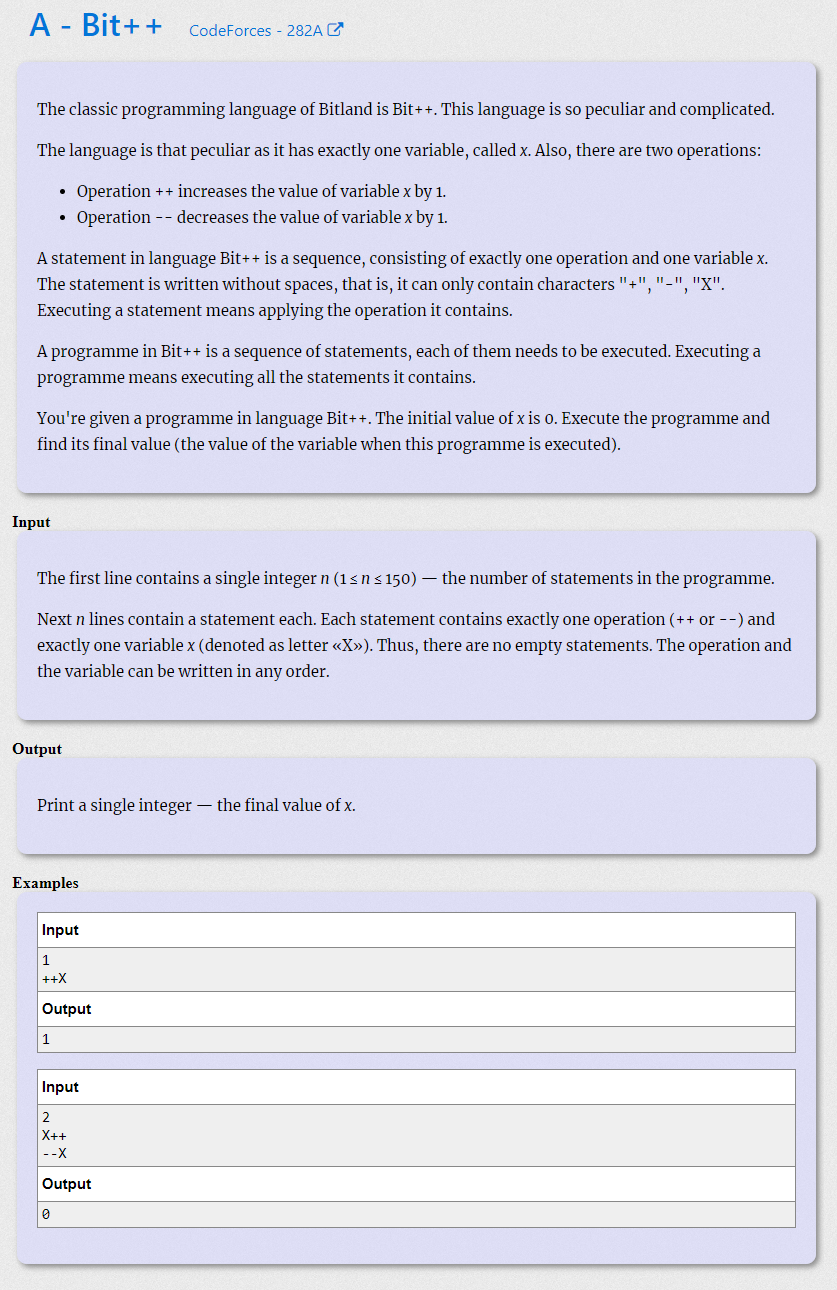 A - Bit++ CodeForces - 282A
The classic programming language of Bitland is Bit++. This language is so peculiar and complicated.
The language is that peculiar as it has exactly one variable, called x. Also, there are two operations:
• Operation ++ increases the value of variable x by 1.
• Operation -- decreases the value of variable x by 1.
A statement in language Bit++ is a sequence, consisting of exactly one operation and one variable x.
The statement is written without spaces, that is, it can only contain characters "+", "-", "X".
Executing a statement means applying the operation it contains.
A programme in Bit++ is a sequence of statements, each of them needs to be executed. Executing a
programme means executing all the statements it contains.
You're given a programme in language Bit++. The initial value of x is 0. Execute the programme and
find its final value (the value of the variable when this programme is executed).
Input
The first line contains a single integer n (1 ≤ n ≤ 150) — the number of statements in the programme.
Next n lines contain a statement each. Each statement contains exactly one operation (++ or --) and
exactly one variable x (denoted as letter «X»). Thus, there are no empty statements. The operation and
the variable can be written in any order.
Output
Print a single integer — the final value of x.
Examples
Input
1
++X
Output
1
Input
2
X++
--X
Output
0